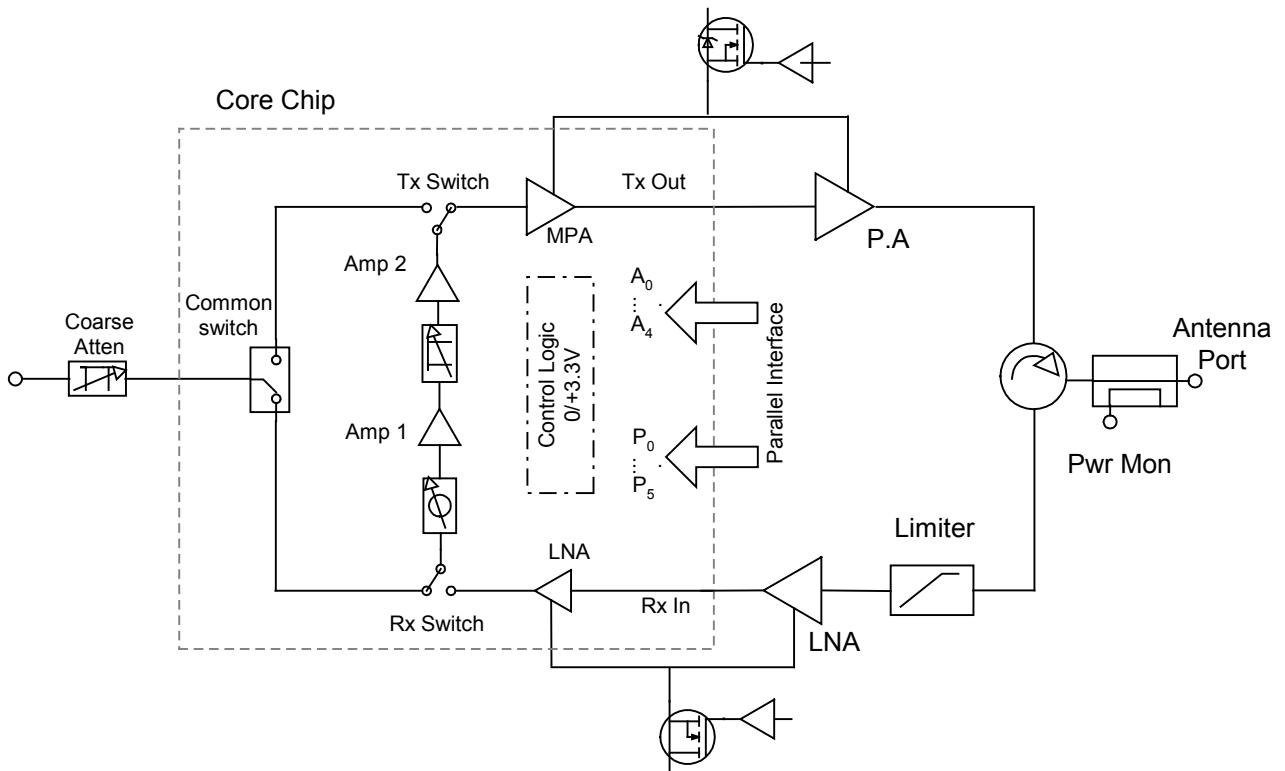 Core Chip
Tx Switch
Tx Out
MPA
P.A
Amp 2
A0
.....
A4
Common
switch
Coarse
Atten
Control Logic
0/+3.3V
Parallel Interface
Antenna
Port
Amp 1
P0
.....
P5
Pwr Mon
Limiter
LNA
Rx In
Rx Switch
LNA